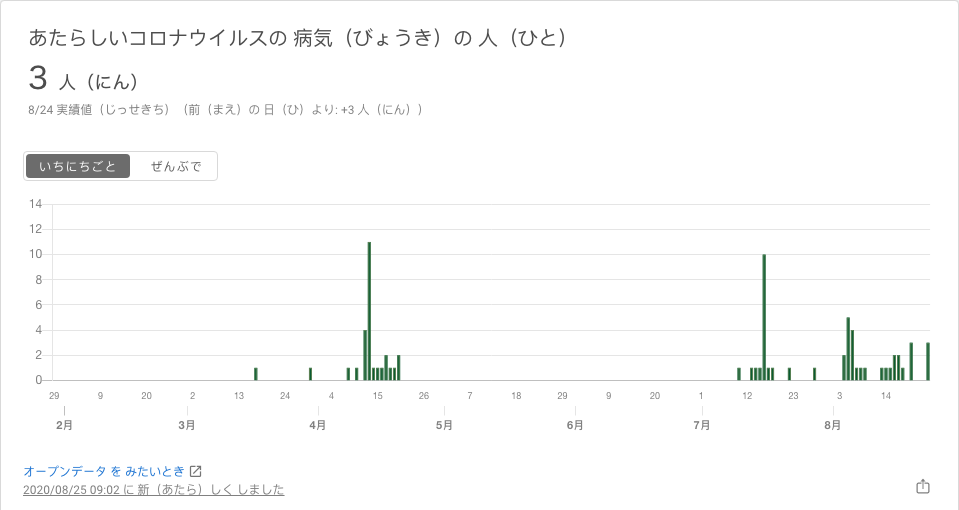 あたらしいコロナウイルスの 病気（びょうき）の 人（ひと）
3 人（にん）
8/24 実績値（じっせきち）（前（まえ）の 日（ひ）より: +3 人（にん））
いちにちごと ぜんぶで
14
12
10
8
6
4
2
0
29 9 20 2 13 24 4 15 26 7 18 29 9 20 1 12 23 3 14
2月 3月 4月 5月 6月 7月 8月
オープンデータ を みたいとき
2020/08/25 09:02 に 新（あたら）しく しました